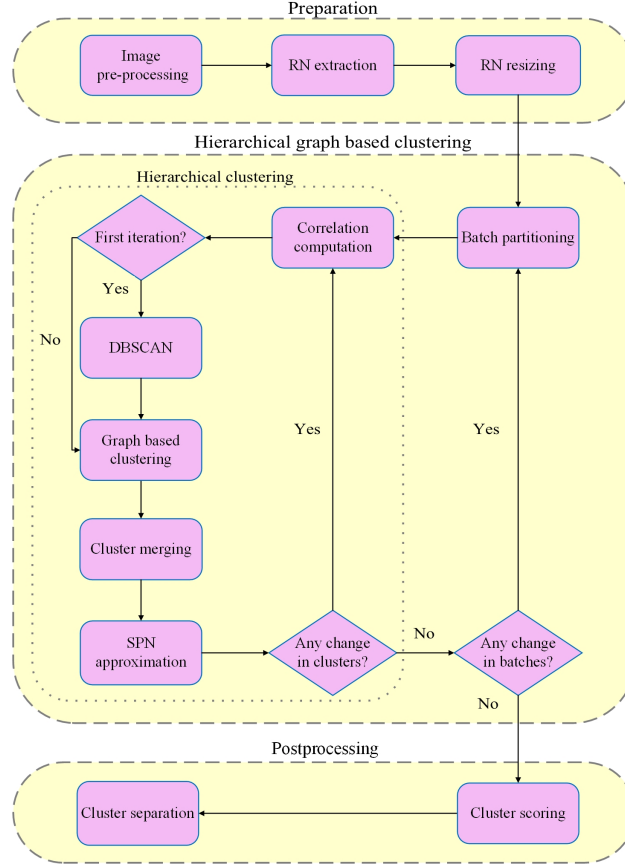 Preparation
Image
pre-processing
RN extraction
RN resizing
Hierarchical graph based clustering
Hierarchical clustering
First iteration?
Correlation
computation
Batch partitioning
Yes
No
DBSCAN
Graph based
clustering
Yes
Yes
Cluster merging
SPN
approximation
Any change
in clusters?
No
Any change
in batches?
No
Postprocessing
Cluster separation
Cluster scoring